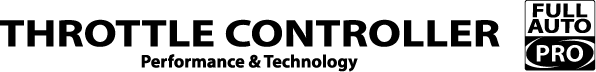 THROTTLE CONTROLLER
Performance & Technology
FULL
AUTO
PRO